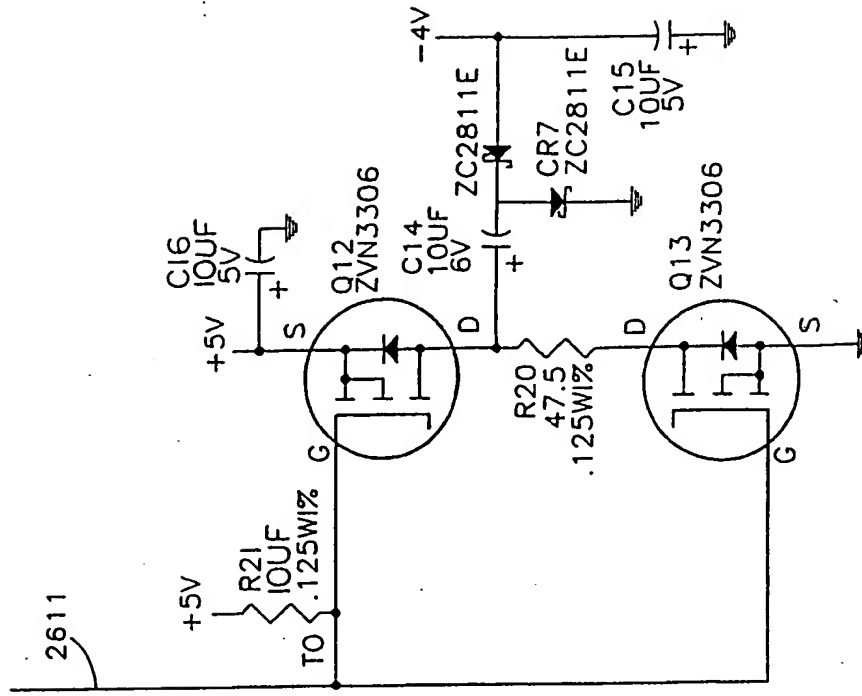 2611
+5V
R21
10UF
.125W1%
TO
+5V
C16
10UF
5V
+
S
G
D
Q12
ZVN3306
C14
10UF
6V
+
ZC2811E
-4V
CR7
ZC2811E
C15
10UF
5V
+
R20
47.5
.125W1%
D
G
S
Q13
ZVN3306